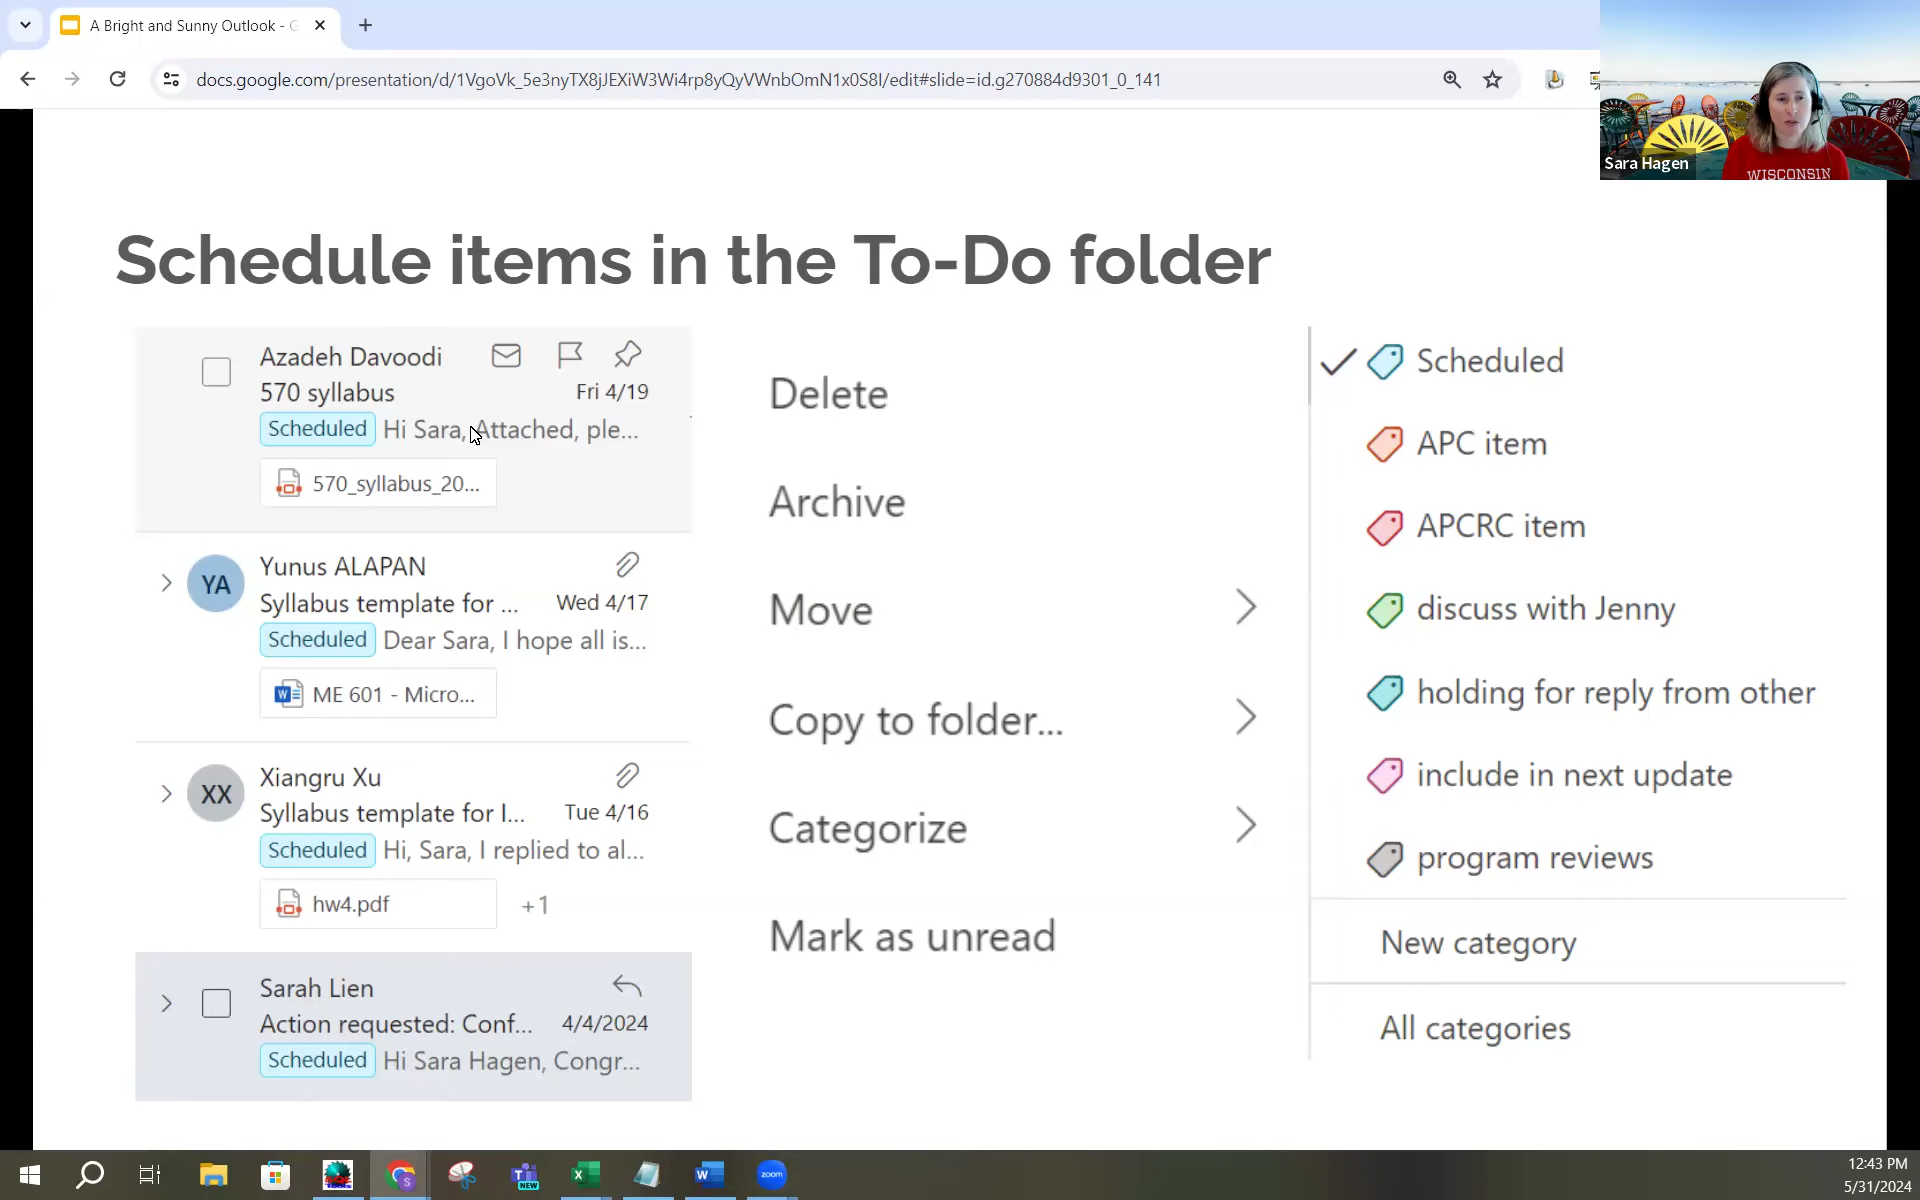 A Bright and Sunny Outlook - G
docs.google.com/presentation/d/1VgoVk_5e3nyTX8jJEXiW3Wi4rp8yQyVWnbOmN1x0S8I/edit#slide=id.g270884d9301_0_141
Sara Hagen
WISCONSIN
Schedule items in the To-Do folder
Azadeh Davoodi
570 syllabus Fri 4/19
Scheduled Hi Sara, Attached, ple...
570_syllabus_20...
YA Yunus ALAPAN
Syllabus template for ... Wed 4/17
Scheduled Dear Sara, I hope all is...
ME 601 - Micro...
XX Xiangru Xu
Syllabus template for I... Tue 4/16
Scheduled Hi, Sara, I replied to al...
hw4.pdf +1
Sarah Lien
Action requested: Conf... 4/4/2024
Scheduled Hi Sara Hagen, Congr...
Delete
Archive
Move
Copy to folder...
Categorize
Mark as unread
Scheduled
APC item
APCRC item
discuss with Jenny
holding for reply from other
include in next update
program reviews
New category
All categories
NEW
zoom
12:43 PM
5/31/2024